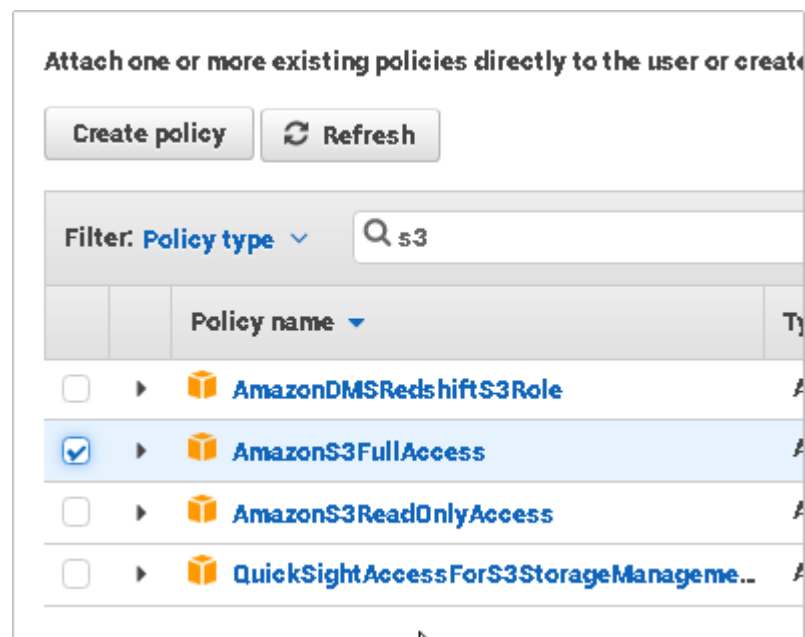 Attach one or more existing policies directly to the user or create
Create policy Refresh
Filter: Policy type s3
Policy name Ty
AmazonDMSRedshiftS3Role A
AmazonS3FullAccess A
AmazonS3ReadOnlyAccess A
QuickSightAccessForS3StorageManageme... A